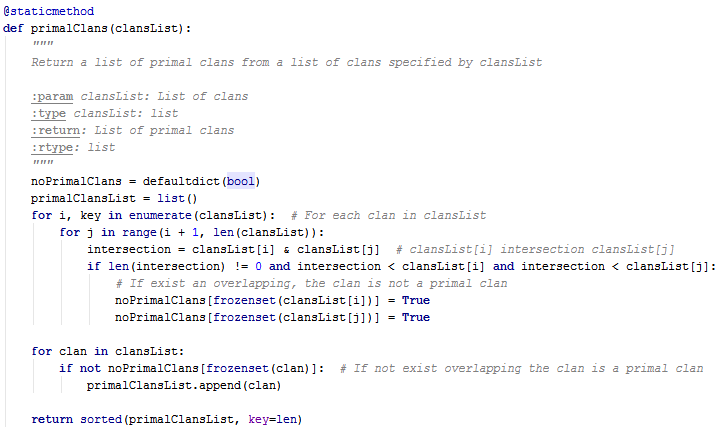 @staticmethod
def primalClans(clansList):
    """
    Return a list of primal clans from a list of clans specified by clansList

    :param clansList: List of clans
    :type clansList: list
    :return: List of primal clans
    :rtype: list
    """
    noPrimalClans = defaultdict(bool)
    primalClansList = list()
    for i, key in enumerate(clansList):  # For each clan in clansList
        for j in range(i + 1, len(clansList)):
            intersection = clansList[i] & clansList[j]  # clansList[i] intersection clansList[j]
            if len(intersection) != 0 and intersection < clansList[i] and intersection < clansList[j]:
                # If exist an overlapping, the clan is not a primal clan
                noPrimalClans[frozenset(clansList[i])] = True
                noPrimalClans[frozenset(clansList[j])] = True

    for clan in clansList:
        if not noPrimalClans[frozenset(clan)]:  # If not exist overlapping the clan is a primal clan
            primalClansList.append(clan)

    return sorted(primalClansList, key=len)